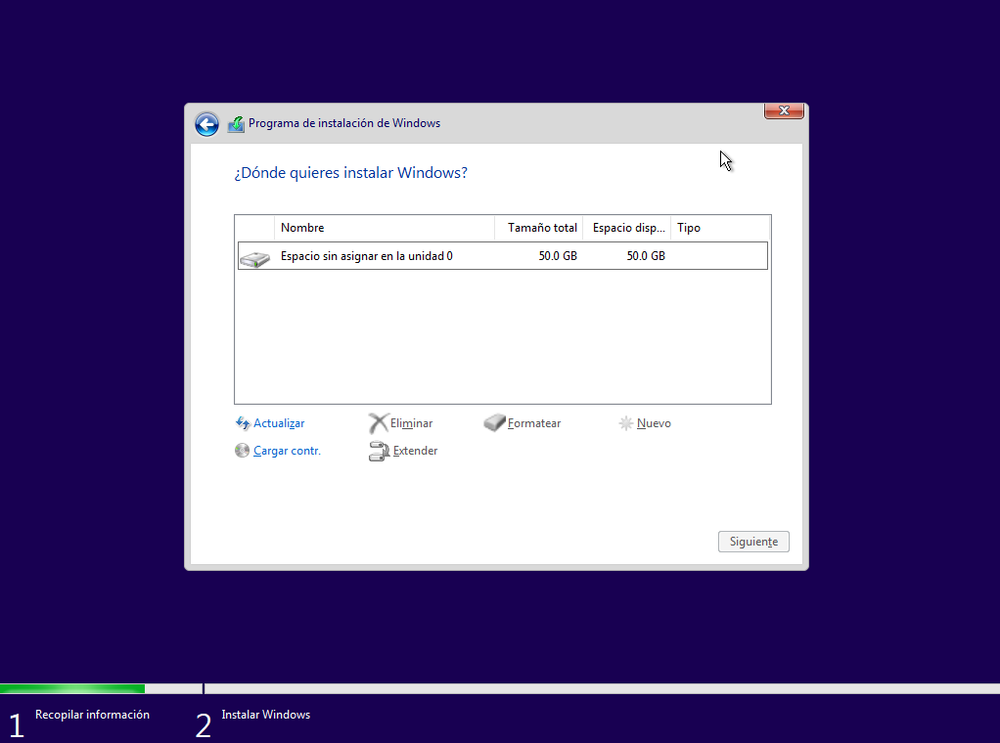 Programa de instalación de Windows
¿Dónde quieres instalar Windows?
Nombre Tamaño total Espacio disp... Tipo
Espacio sin asignar en la unidad 0 50.0 GB 50.0 GB
Actualizar Eliminar Formatear Nuevo
Cargar contr. Extender
Siguiente
1 Recopilar información 2 Instalar Windows